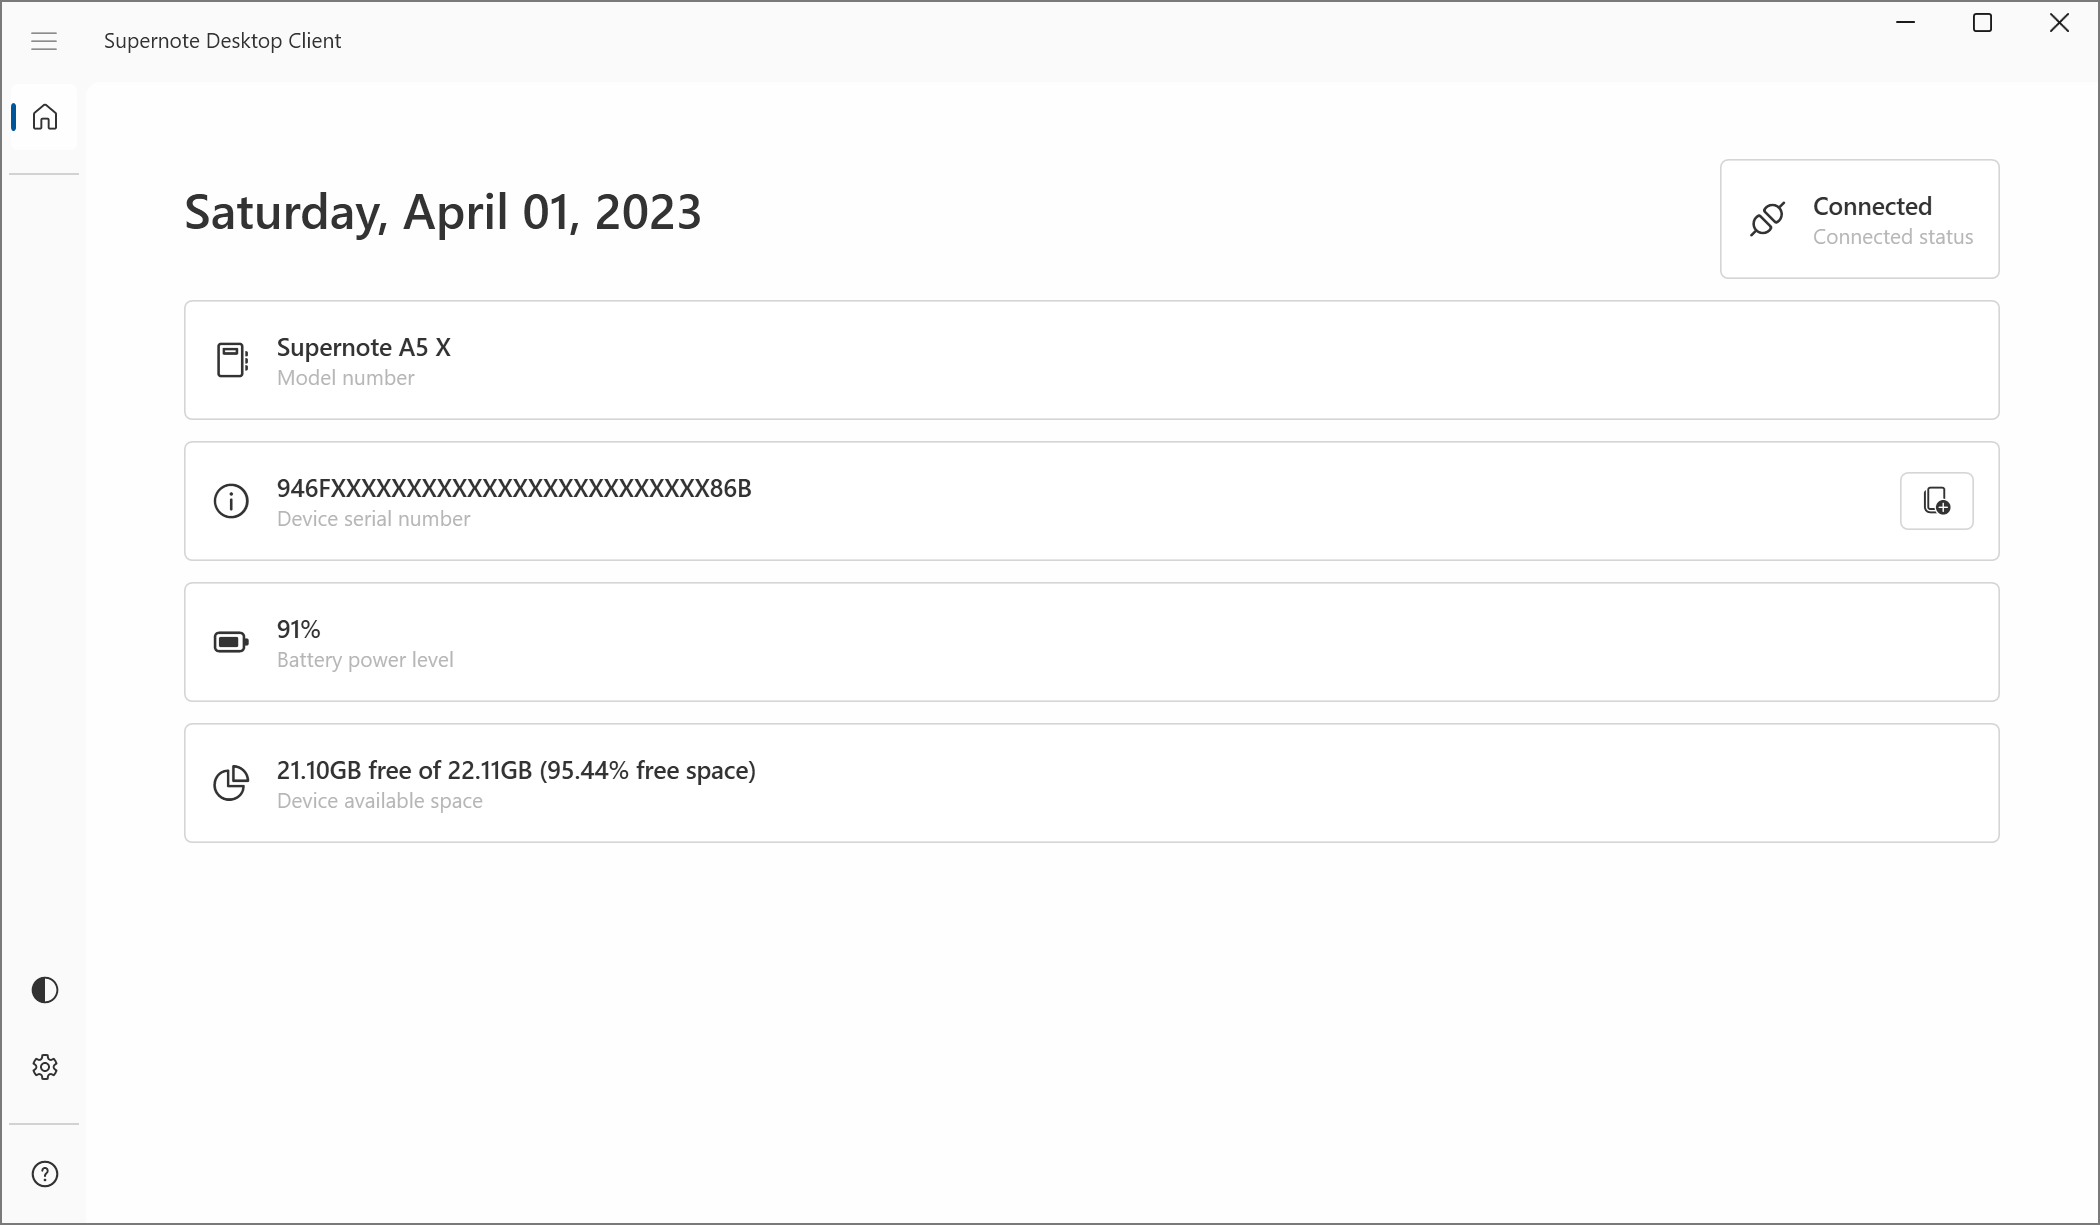 Supernote Desktop Client
Saturday, April 01, 2023
Connected
Connected status
Supernote A5 X
Model number
946FXXXXXXXXXXXXXXXXXXXXXXXXX86B
Device serial number
91%
Battery power level
21.10GB free of 22.11GB (95.44% free space)
Device available space